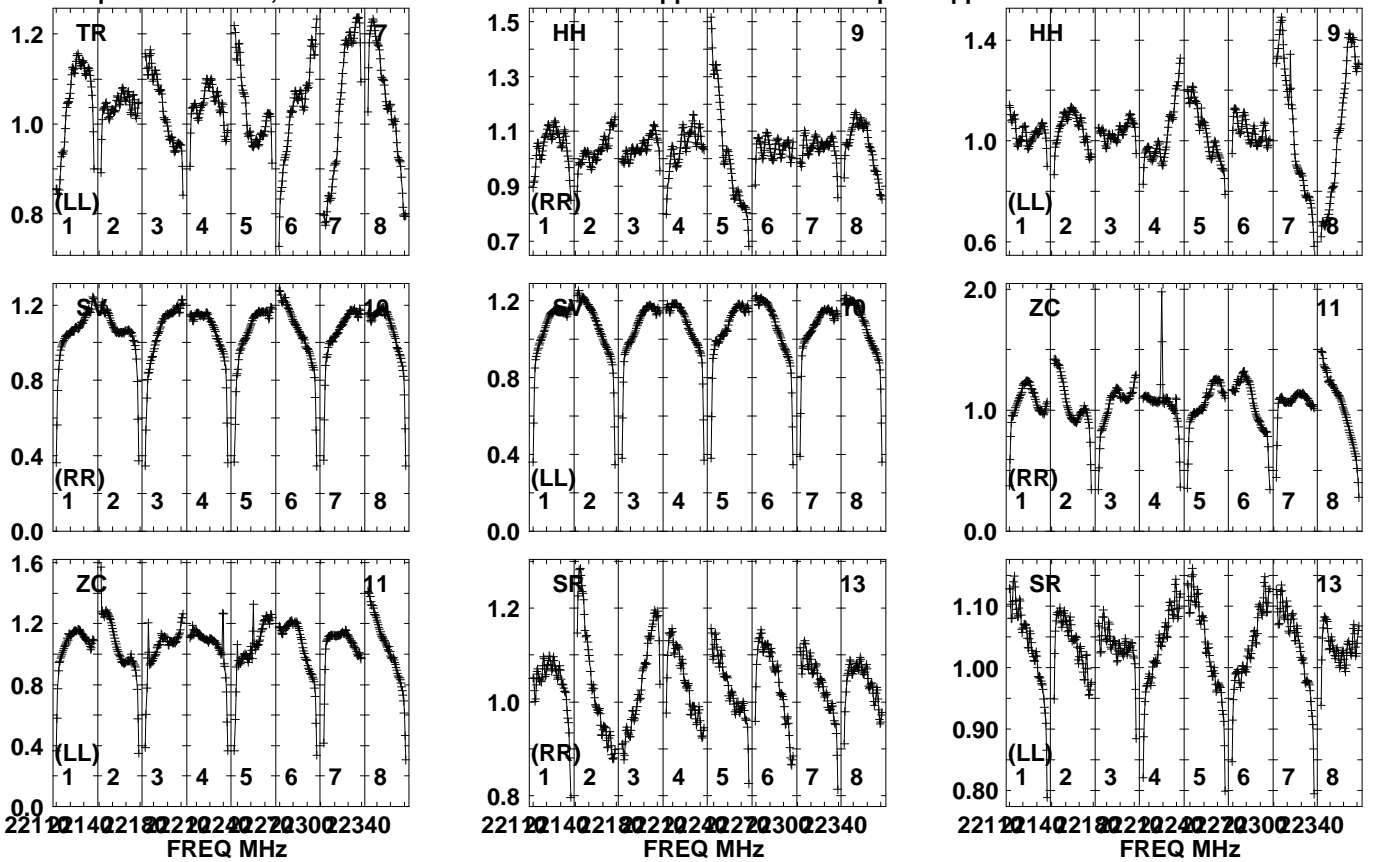 TR 7
1.2
1.0
0.8
(LL)
1 2 3 4 5 6 7 8
HH 9
1.5
1.3
1.1
0.9
0.7
(RR)
1 2 3 4 5 6 7 8
HH 9
1.4
1.0
0.6
(LL)
1 2 3 4 5 6 7 8
SV 10
1.2
0.8
0.4
0.0
(RR)
1 2 3 4 5 6 7 8
SV 10
1.2
0.8
0.4
0.0
(LL)
1 2 3 4 5 6 7 8
ZC 11
2.0
1.0
0.0
(RR)
1 2 3 4 5 6 7 8
ZC 11
1.6
1.2
0.8
0.4
0.0
(LL)
1 2 3 4 5 6 7 8
FREQ MHz
SR 13
1.2
1.0
0.8
(RR)
1 2 3 4 5 6 7 8
FREQ MHz
SR 13
1.10
1.00
0.90
0.80
(LL)
1 2 3 4 5 6 7 8
FREQ MHz